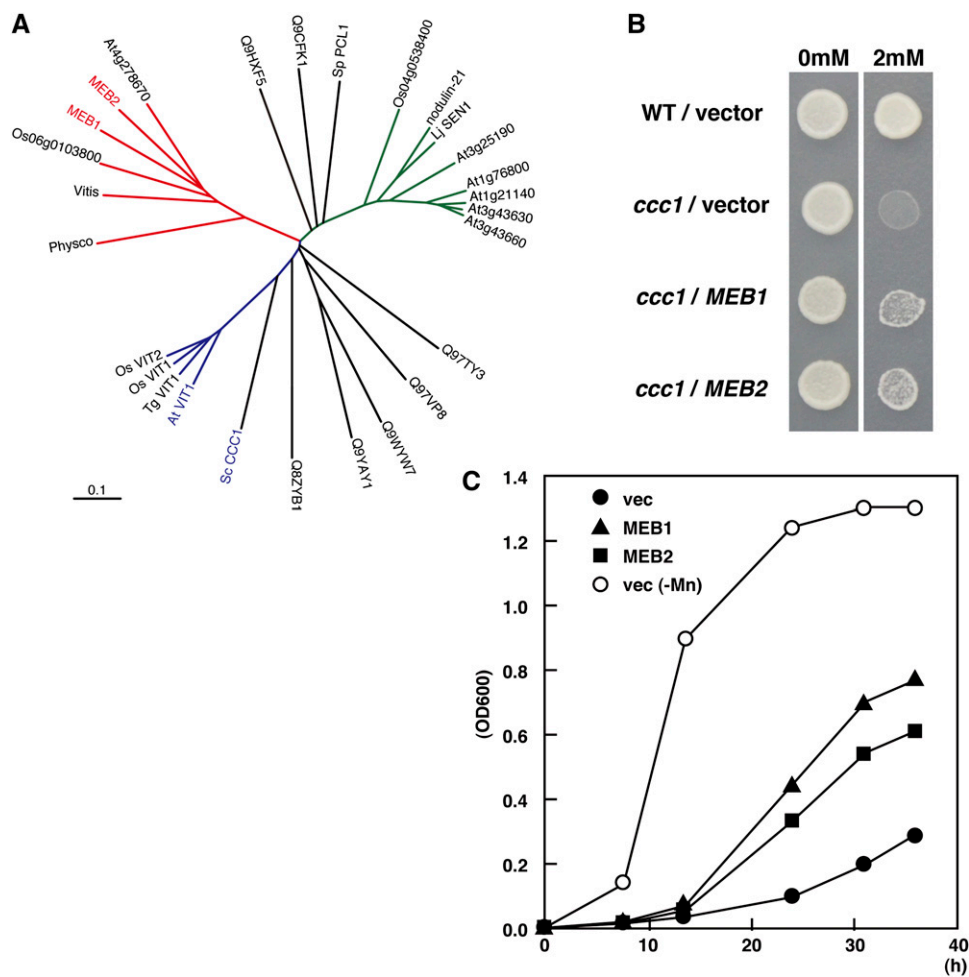 A
At4g278670
MEB2
MEB1
Os06g0103800
Vitis
Physco
Q9HXF5
Q9CFK1
Sp PCL1
Os04g0538400
nodulin-21
Lj SEN1
At3g25190
At1g76800
At1g21140
At3g43630
At3g43660
Os VIT2
Os VIT1
Tg VIT1
At VIT1
Sc CCC1
Q8ZYB1
Q9YAY1
Q9WYW7
Q97VP8
Q97TY3
0.1
B
0mM 2mM
WT / vector
ccc1 / vector
ccc1 / MEB1
ccc1 / MEB2
C
vec
MEB1
MEB2
vec (-Mn)
(OD600)
1.4
1.2
1.0
0.8
0.6
0.4
0.2
0.0
0 10 20 30 40
(h)